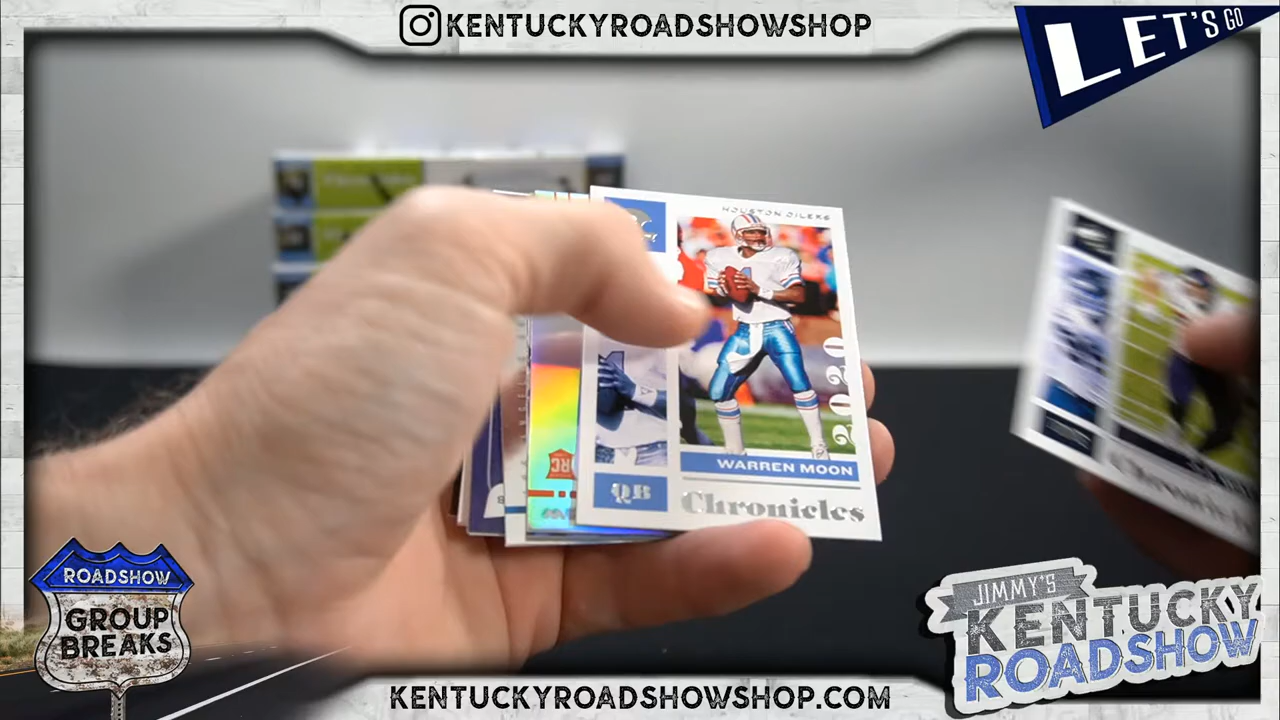 KENTUCKYROADSHOWSHOP
LET'S GO
HOUSTON OILERS
2020
WARREN MOON
QB
Chronicles
RC
ROADSHOW
GROUP
BREAKS
JIMMY'S
KENTUCKY
ROADSHOW
KENTUCKYROADSHOWSHOP.COM